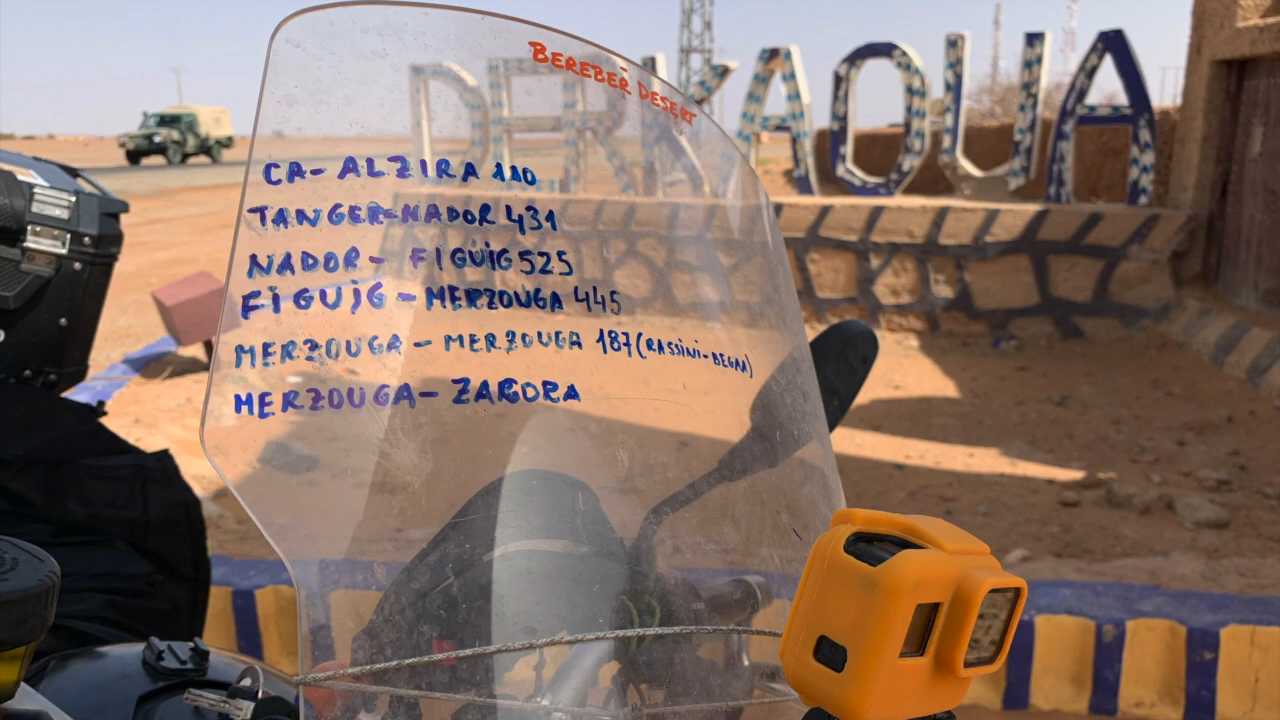 BEREBER DESERT
DERKAOUA
CA- ALZIRA 110
TANGER-NADOR 431
NADOR - FIGUIG 525
FIGUIG - MERZOUGA 445
MERZOUGA - MERZOUGA 187 (RASSINI-BEGAA)
MERZOUGA - ZAGORA